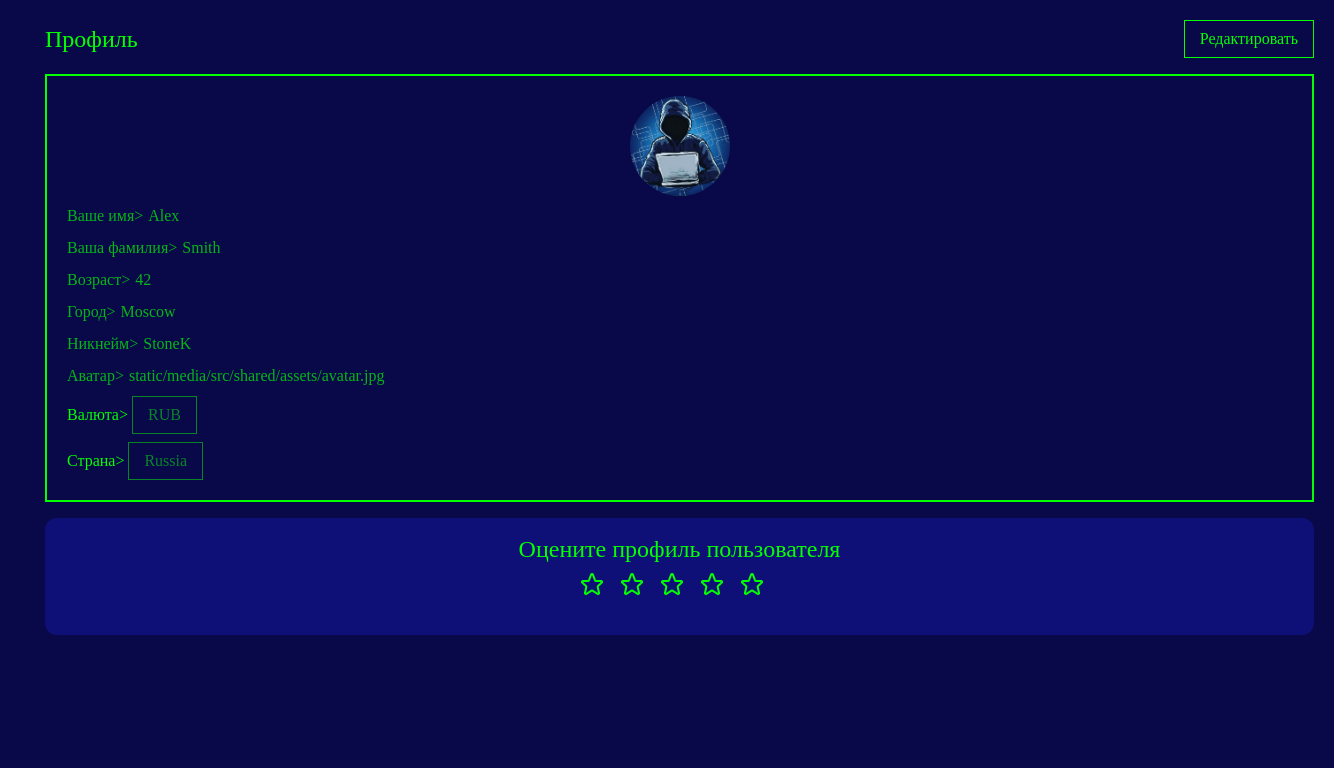 Профиль
Редактировать
Ваше имя> Alex
Ваша фамилия> Smith
Возраст> 42
Город> Moscow
Никнейм> StoneK
Аватар> static/media/src/shared/assets/avatar.jpg
Валюта> RUB
Страна> Russia
Оцените профиль пользователя